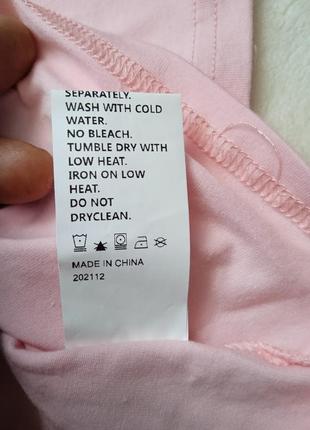 SEPARATELY.
WASH WITH COLD
WATER.
NO BLEACH.
TUMBLE DRY WITH
LOW HEAT.
IRON ON LOW
HEAT.
DO NOT
DRYCLEAN.
MADE IN CHINA
202112